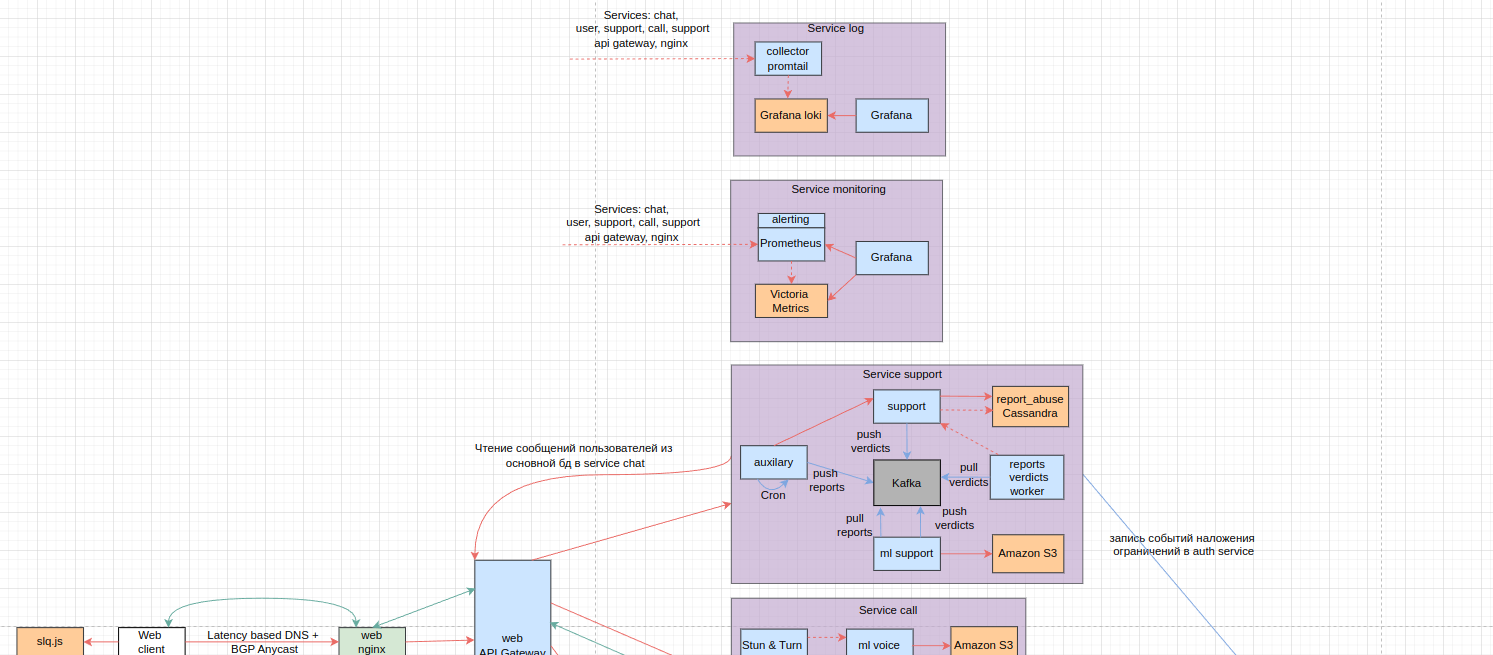 Services: chat,
user, support, call, support
api gateway, nginx
Service log
collector
promtail
Grafana loki
Grafana
Service monitoring
Services: chat,
user, support, call, support
api gateway, nginx
alerting
Prometheus
Grafana
Victoria
Metrics
Service support
support
report_abuse
Cassandra
Чтение сообщений пользователей из
основной бд в service chat
push
verdicts
auxilary
Cron
push
reports
Kafka
pull
verdicts
reports
verdicts
worker
pull
reports
push
verdicts
ml support
Amazon S3
запись событий наложения
ограничений в auth service
Service call
slq.js
Web
client
Latency based DNS +
BGP Anycast
web
nginx
web
API Gateway
Stun & Turn
ml voice
Amazon S3